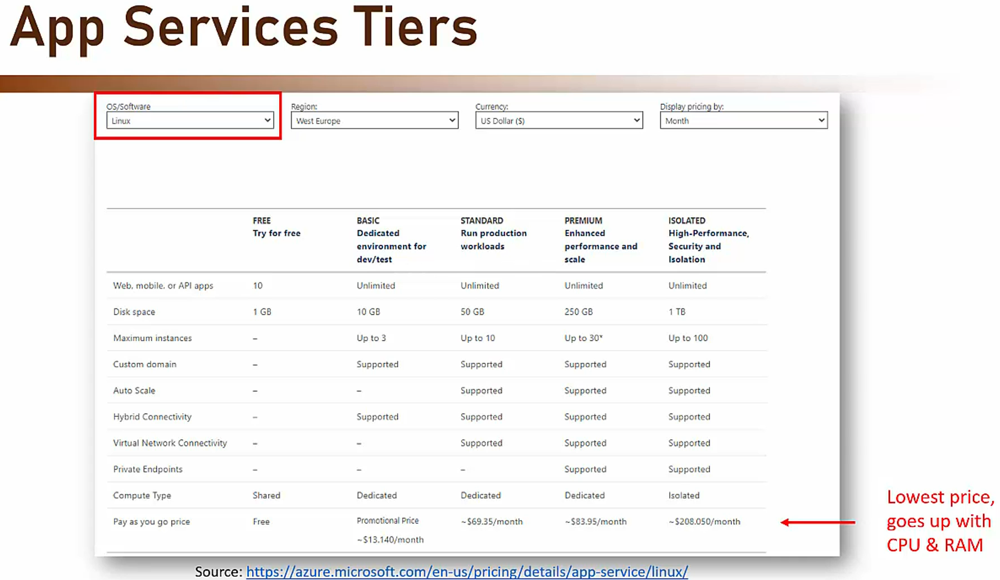 App Services Tiers
OS/Software Region: Currency: Display pricing by:
Linux West Europe US Dollar ($) Month
FREE BASIC STANDARD PREMIUM ISOLATED
Try for free Dedicated Run production Enhanced High-Performance,
environment for workloads performance and Security and
dev/test scale Isolation
Web, mobile, or API apps 10 Unlimited Unlimited Unlimited Unlimited
Disk space 1 GB 10 GB 50 GB 250 GB 1 TB
Maximum instances – Up to 3 Up to 10 Up to 30* Up to 100
Custom domain – Supported Supported Supported Supported
Auto Scale – – Supported Supported Supported
Hybrid Connectivity – Supported Supported Supported Supported
Virtual Network Connectivity – – Supported Supported Supported
Private Endpoints – – – Supported Supported
Compute Type Shared Dedicated Dedicated Dedicated Isolated
Pay as you go price Free Promotional Price ~$69.35/month ~$83.95/month ~$208.050/month
~$13.140/month
Lowest price,
goes up with
CPU & RAM
Source: https://azure.microsoft.com/en-us/pricing/details/app-service/linux/